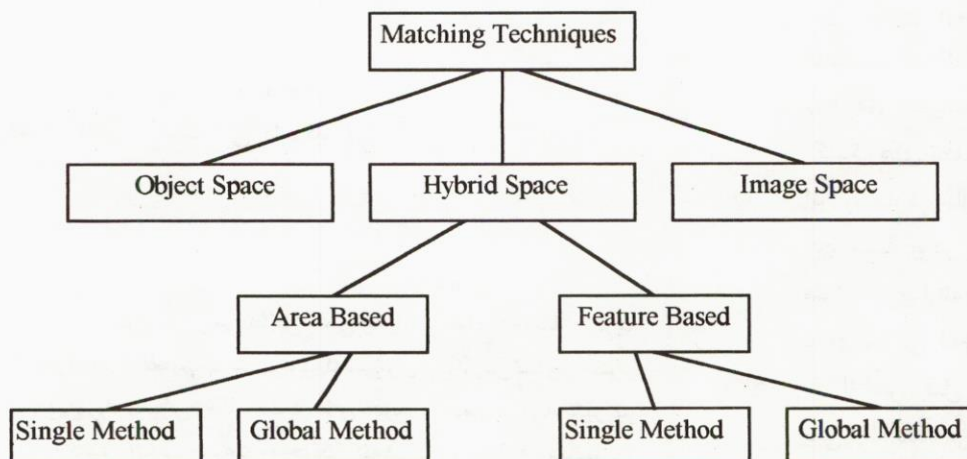 Matching Techniques
Object Space
Hybrid Space
Image Space
Area Based
Feature Based
Single Method
Global Method
Single Method
Global Method